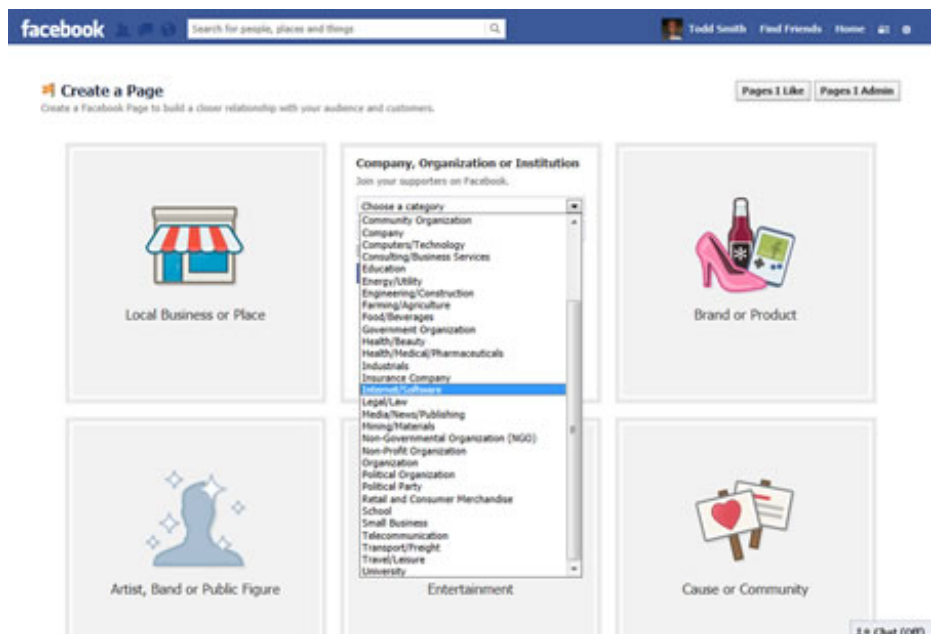 facebook
Search for people, places and things
Todd Smith Find Friends Home
Create a Page
Create a Facebook Page to build a closer relationship with your audience and customers.
Pages I Like Pages I Admin
Company, Organization or Institution
Join your supporters on Facebook.
Choose a category
Community Organization
Company
Computers/Technology
Consulting/Business Services
Education
Energy/Utility
Engineering/Construction
Farming/Agriculture
Food/Beverages
Government Organization
Health/Beauty
Health/Medical/Pharmaceuticals
Industrials
Insurance Company
Internet/Software
Legal/Law
Media/News/Publishing
Mining/Materials
Non-Governmental Organization (NGO)
Non-Profit Organization
Organization
Political Organization
Political Party
Retail and Consumer Merchandise
School
Small Business
Telecommunication
Transport/Freight
Travel/Leisure
University
Local Business or Place
Brand or Product
Artist, Band or Public Figure
Entertainment
Cause or Community
Chat (Off)